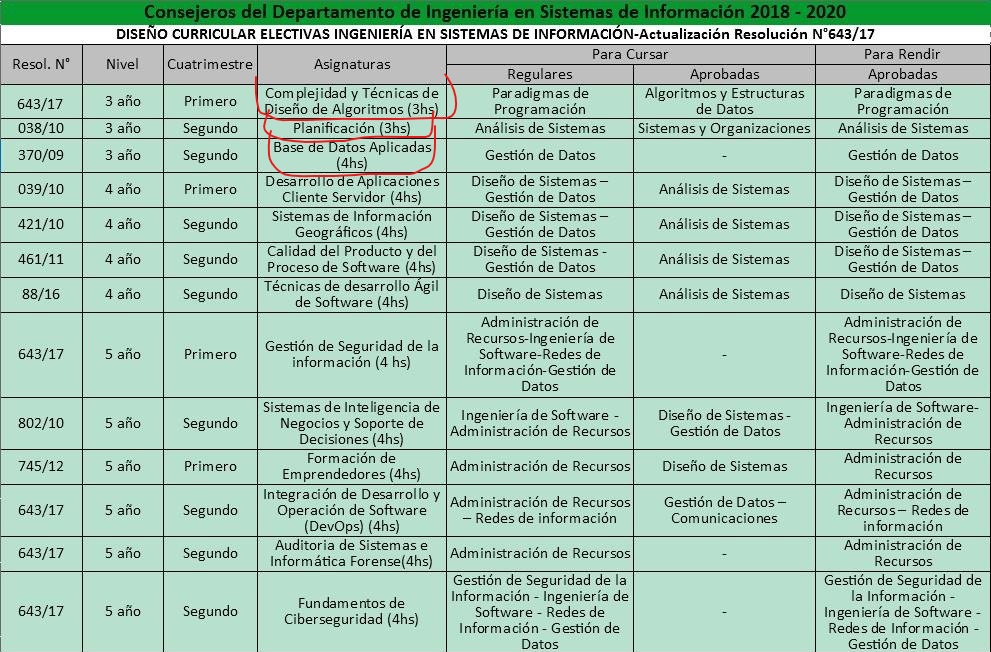 Consejeros del Departamento de Ingeniería en Sistemas de Información 2018 - 2020
DISEÑO CURRICULAR ELECTIVAS INGENIERÍA EN SISTEMAS DE INFORMACIÓN-Actualización Resolución N°643/17
Resol. N° Nivel Cuatrimestre Asignaturas Para Cursar Para Rendir
Regulares Aprobadas Aprobadas
643/17 3 año Primero Complejidad y Técnicas de Diseño de Algoritmos (3hs) Paradigmas de Programación Algoritmos y Estructuras de Datos Paradigmas de Programación
038/10 3 año Segundo Planificación (3hs) Análisis de Sistemas Sistemas y Organizaciones Análisis de Sistemas
370/09 3 año Segundo Base de Datos Aplicadas (4hs) Gestión de Datos - Gestión de Datos
039/10 4 año Primero Desarrollo de Aplicaciones Cliente Servidor (4hs) Diseño de Sistemas – Gestión de Datos Análisis de Sistemas Diseño de Sistemas – Gestión de Datos
421/10 4 año Segundo Sistemas de Información Geográficos (4hs) Diseño de Sistemas – Gestión de Datos Análisis de Sistemas Diseño de Sistemas – Gestión de Datos
461/11 4 año Segundo Calidad del Producto y del Proceso de Software (4hs) Diseño de Sistemas - Gestión de Datos Análisis de Sistemas Diseño de Sistemas – Gestión de Datos
88/16 4 año Segundo Técnicas de desarrollo Ágil de Software (4hs) Diseño de Sistemas Análisis de Sistemas Diseño de Sistemas
643/17 5 año Primero Gestión de Seguridad de la información (4 hs) Administración de Recursos-Ingeniería de Software-Redes de Información-Gestión de Datos - Administración de Recursos-Ingeniería de Software-Redes de Información-Gestión de Datos
802/10 5 año Segundo Sistemas de Inteligencia de Negocios y Soporte de Decisiones (4hs) Ingeniería de Software - Administración de Recursos Diseño de Sistemas - Gestión de Datos Ingeniería de Software- Administración de Recursos
745/12 5 año Primero Formación de Emprendedores (4hs) Administración de Recursos Diseño de Sistemas Administración de Recursos
643/17 5 año Segundo Integración de Desarrollo y Operación de Software (DevOps) (4hs) Administración de Recursos – Redes de información Gestión de Datos – Comunicaciones Administración de Recursos – Redes de información
643/17 5 año Segundo Auditoria de Sistemas e Informática Forense(4hs) Administración de Recursos - Administración de Recursos
643/17 5 año Segundo Fundamentos de Ciberseguridad (4hs) Gestión de Seguridad de la Información - Ingeniería de Software - Redes de Información - Gestión de Datos - Gestión de Seguridad de la Información - Ingeniería de Software - Redes de Información - Gestión de Datos